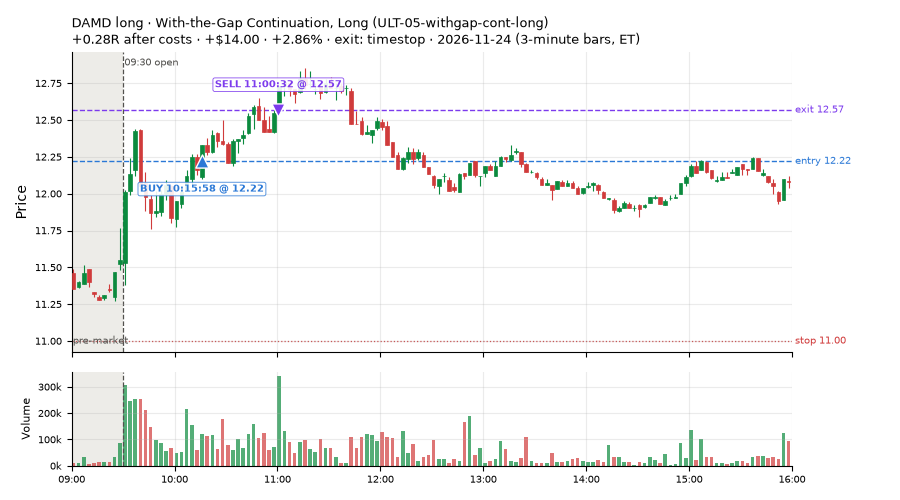 DAMD long · With-the-Gap Continuation, Long (ULT-05-withgap-cont-long)
+0.28R after costs · +$14.00 · +2.86% · exit: timestop · 2026-11-24 (3-minute bars, ET)
09:30 open
12.75
SELL 11:00:32 @ 12.57
exit 12.57
12.50
12.25
entry 12.22
BUY 10:15:58 @ 12.22
12.00
Price
11.75
11.50
11.25
11.00
pre-market
stop 11.00
300k
200k
Volume
100k
0k
09:00
10:00
11:00
12:00
13:00
14:00
15:00
16:00